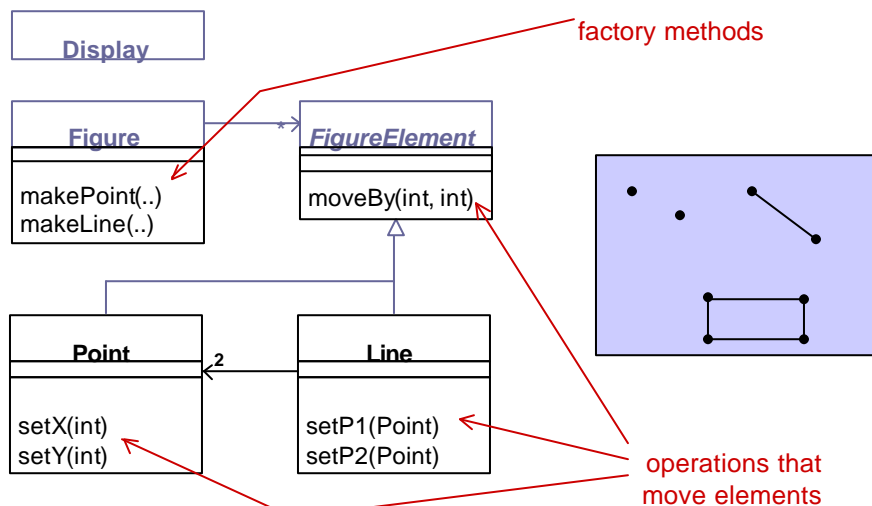 factory methods
Display
Figure
*
FigureElement
makePoint(..)
makeLine(..)
moveBy(int, int)
Point
2
Line
setX(int)
setY(int)
setP1(Point)
setP2(Point)
operations that
move elements